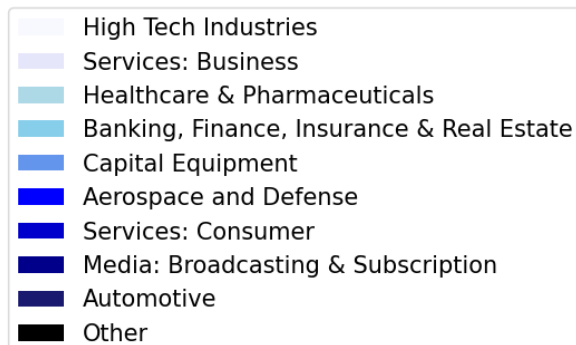 High Tech Industries
Services: Business
Healthcare & Pharmaceuticals
Banking, Finance, Insurance & Real Estate
Capital Equipment
Aerospace and Defense
Services: Consumer
Media: Broadcasting & Subscription
Automotive
Other